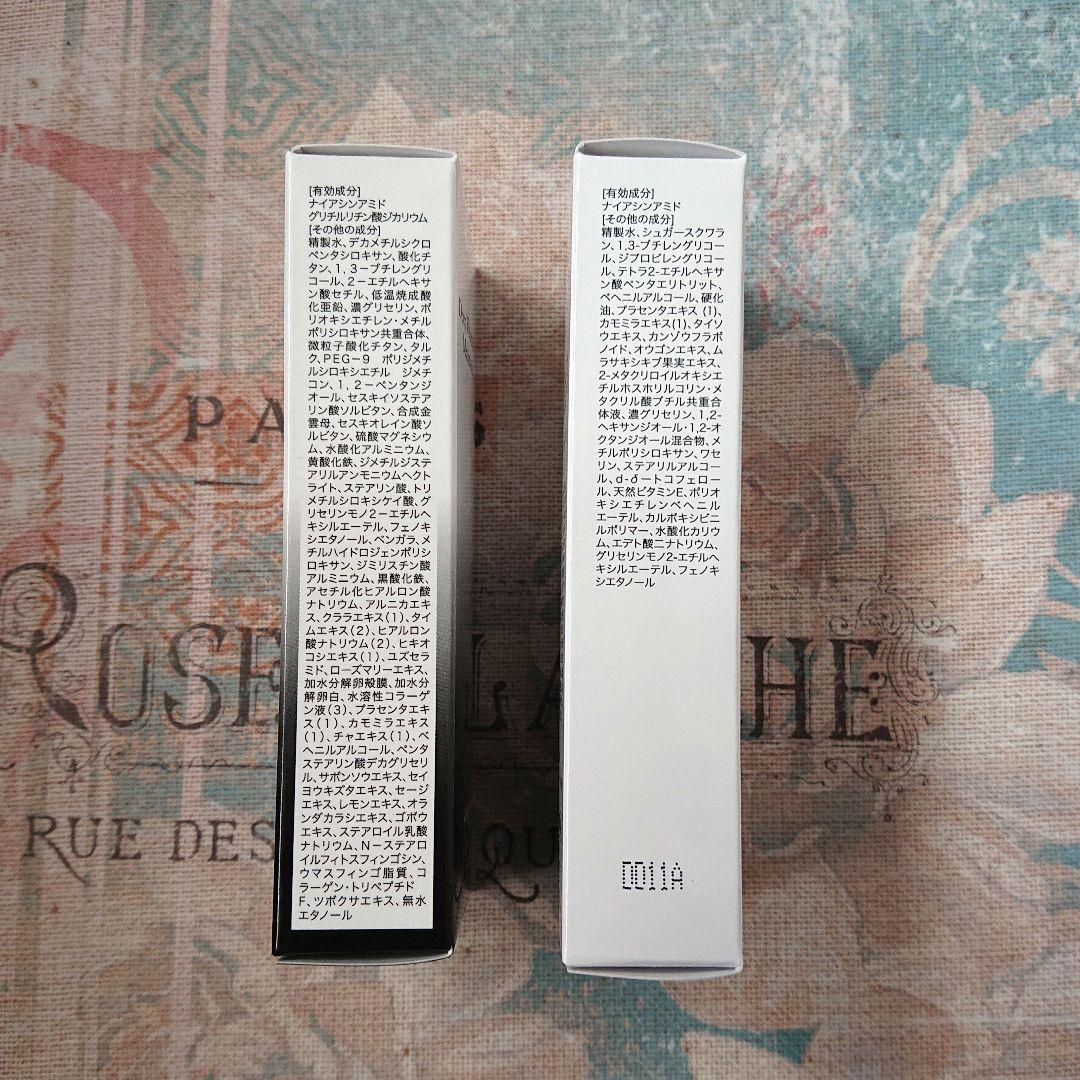 [有効成分]
ナイアシンアミド
グリチルリチン酸ジカリウム
[その他の成分]
精製水、デカメチルシクロ
ペンタシロキサン、酸化チ
タン、1,3-ブチレングリ
コール、2-エチルヘキサ
ン酸セチル、低温焼成酸
化亜鉛、濃グリセリン、ポ
リオキシエチレン・メチル
ポリシロキサン共重合体、
微粒子酸化チタン、タル
ク、PEG-9 ポリジメチ
ルシロキシエチル ジメチ
コン、1,2-ペンタンジ
オール、セスキイソステア
リン酸ソルビタン、合成金
雲母、セスキオレイン酸ソ
ルビタン、硫酸マグネシウ
ム、水酸化アルミニウム、
黄酸化鉄、ジメチルジステ
アリルアンモニウムヘクト
ライト、ステアリン酸、トリ
メチルシロキシケイ酸、グ
リセリンモノ2-エチルヘ
キシルエーテル、フェノキ
シエタノール、ベンガラ、メ
チルハイドロジェンポリシ
ロキサン、ジミリスチン酸
アルミニウム、黒酸化鉄、
アセチル化ヒアルロン酸
ナトリウム、アルニカエキ
ス、クララエキス(1)、タイ
ムエキス(2)、ヒアルロン
酸ナトリウム(2)、ヒキオ
コシエキス(1)、ユズセラ
ミド、ローズマリーエキス、
加水分解卵殻膜、加水分
解卵白、水溶性コラーゲ
ン液(3)、プラセンタエキ
ス(1)、カモミラエキス
(1)、チャエキス(1)、ベ
ヘニルアルコール、ペンタ
ステアリン酸デカグリセリ
ル、サボンソウエキス、セイ
ヨウキズタエキス、セージ
エキス、レモンエキス、オラ
ンダカラシエキス、ゴボウ
エキス、ステアロイル乳酸
ナトリウム、N-ステアロ
イルフィトスフィンゴシン、
ウマスフィンゴ脂質、コ
ラーゲン・トリペプチド
F、ツボクサエキス、無水
エタノール
[有効成分]
ナイアシンアミド
[その他の成分]
精製水、シュガースクワラ
ン、1,3-ブチレングリコー
ル、ジプロピレングリコー
ル、テトラ2-エチルヘキサ
ン酸ペンタエリトリット、
ベヘニルアルコール、硬化
油、プラセンタエキス (1)、
カモミラエキス(1)、タイソ
ウエキス、カンゾウフラボ
ノイド、オウゴンエキス、ム
ラサキシキブ果実エキス、
2-メタクリロイルオキシエ
チルホスホリルコリン・メ
タクリル酸ブチル共重合
体液、濃グリセリン、1,2-
ヘキサンジオール・1,2-オ
クタンジオール混合物、メ
チルポリシロキサン、ワセ
リン、ステアリルアルコー
ル、d-δートコフェロー
ル、天然ビタミンE、ポリオ
キシエチレンベヘニル
エーテル、カルボキシビニ
ルポリマー、水酸化カリウ
ム、エデト酸二ナトリウム、
グリセリンモノ2-エチルヘ
キシルエーテル、フェノキ
シエタノール
0011A